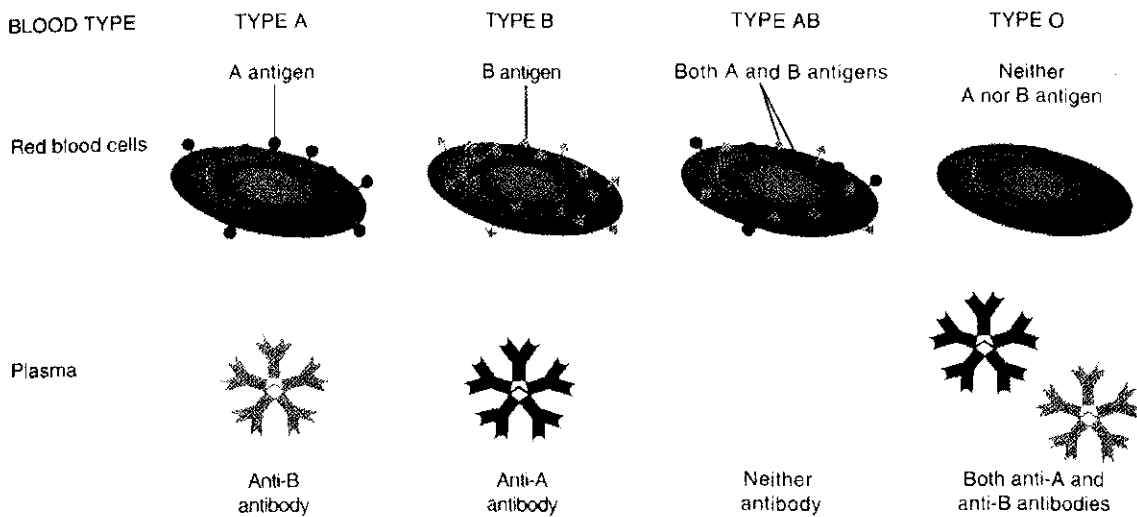 BLOOD TYPE TYPE A TYPE B TYPE AB TYPE O
A antigen B antigen Both A and B antigens Neither
A nor B antigen
Red blood cells
Plasma
Anti-B Anti-A Neither Both anti-A and
antibody antibody antibody anti-B antibodies